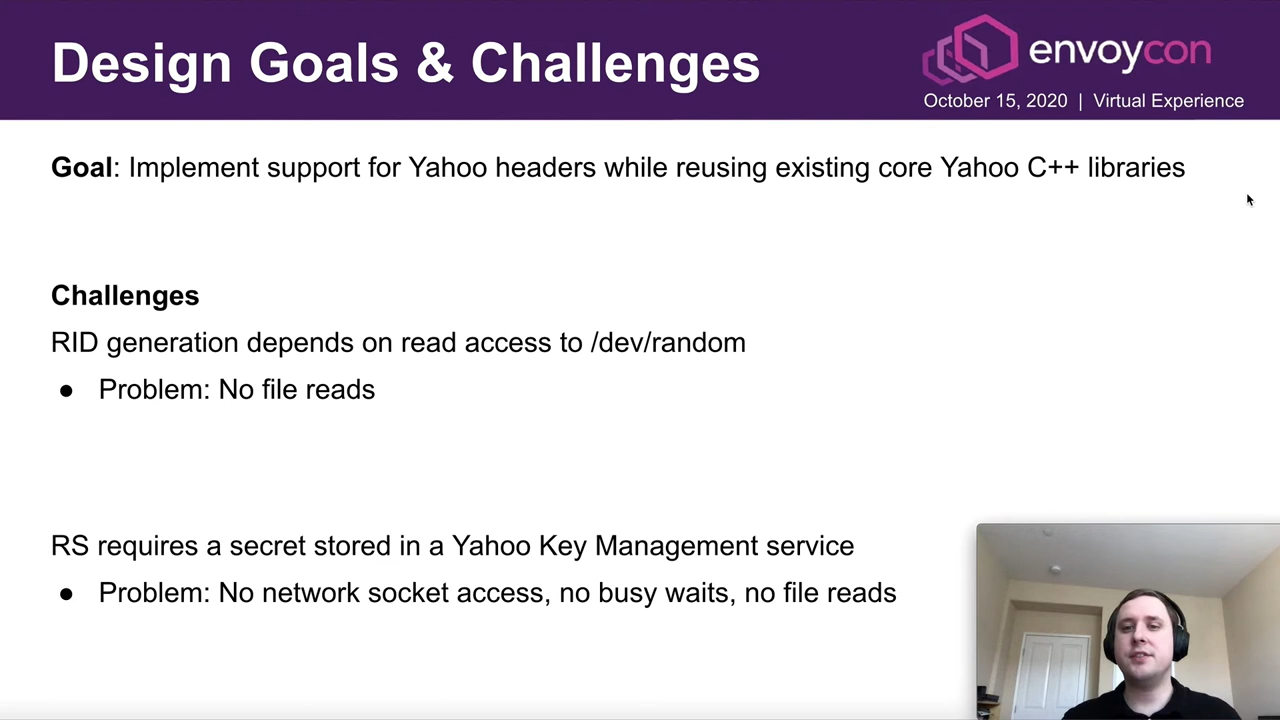 Design Goals & Challenges
envoycon
October 15, 2020 | Virtual Experience
Goal: Implement support for Yahoo headers while reusing existing core Yahoo C++ libraries
Challenges
RID generation depends on read access to /dev/random
● Problem: No file reads
RS requires a secret stored in a Yahoo Key Management service
● Problem: No network socket access, no busy waits, no file reads